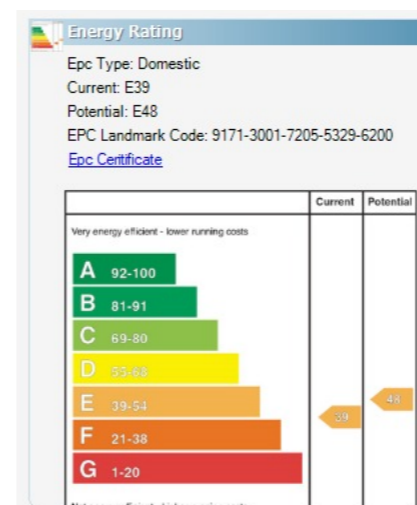 Energy Rating
Epc Type: Domestic
Current: E39
Potential: E48
EPC Landmark Code: 9171-3001-7205-5329-6200
Epc Certificate
Current Potential
Very energy efficient - lower running costs
A 92-100
B 81-91
C 69-80
D 55-68
E 39-54
48
39
F 21-38
G 1-20